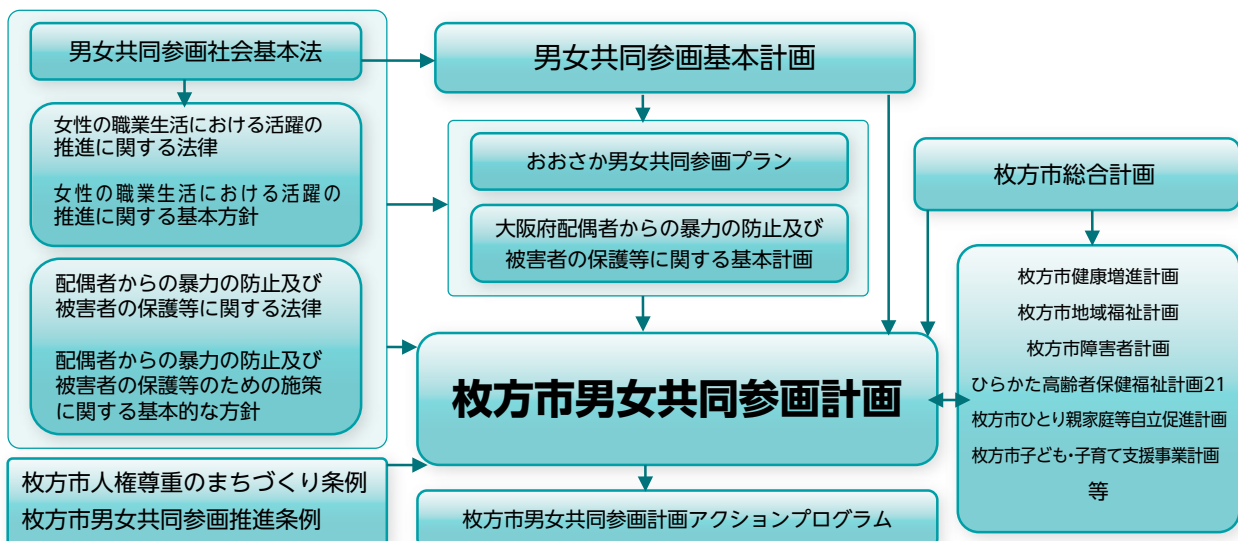 男女共同参画社会基本法
女性の職業生活における活躍の
推進に関する法律
女性の職業生活における活躍の
推進に関する基本方針
配偶者からの暴力の防止及び
被害者の保護等に関する法律
配偶者からの暴力の防止及び
被害者の保護等のための施策
に関する基本的な方針
枚方市人権尊重のまちづくり条例
枚方市男女共同参画推進条例
男女共同参画基本計画
おおさか男女共同参画プラン
大阪府配偶者からの暴力の防止及び
被害者の保護等に関する基本計画
枚方市男女共同参画計画
枚方市男女共同参画計画アクションプログラム
枚方市総合計画
枚方市健康増進計画
枚方市地域福祉計画
枚方市障害者計画
ひらかた高齢者保健福祉計画21
枚方市ひとり親家庭等自立促進計画
枚方市子ども・子育て支援事業計画
等